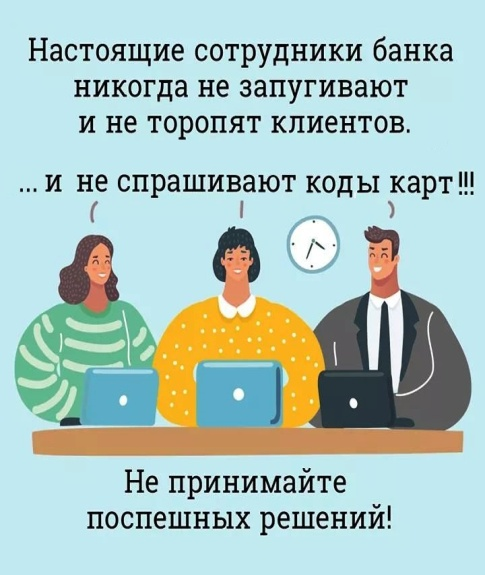 Настоящие сотрудники банка
никогда не запугивают
и не торопят клиентов.
... и не спрашивают коды карт!!!
Не принимайте
поспешных решений!